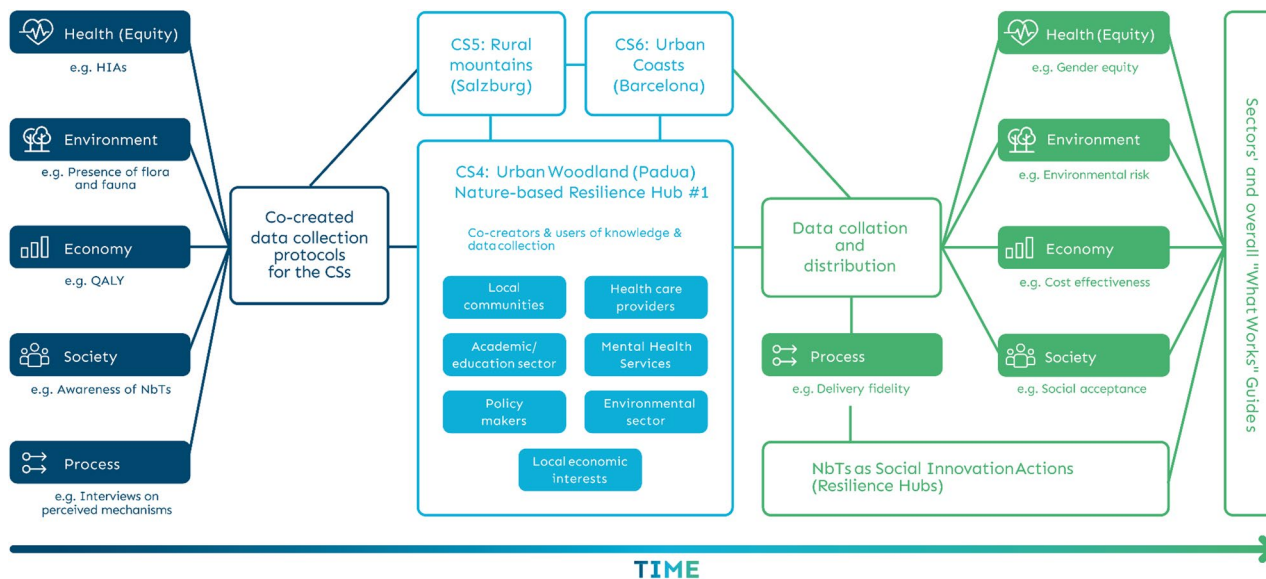 Health (Equity)
e.g. HIAs
Environment
e.g. Presence of flora
and fauna
Economy
e.g. QALY
Society
e.g. Awareness of NbTs
Process
e.g. Interviews on
perceived mechanisms
Co-created
data collection
protocols
for the CSs
CS5: Rural
mountains
(Salzburg)
CS6: Urban
Coasts
(Barcelona)
CS4: Urban Woodland (Padua)
Nature-based Resilience Hub #1
Co-creators & users of knowledge &
data collection
Local
communities
Health care
providers
Academic/
education sector
Mental Health
Services
Policy
makers
Environmental
sector
Local economic
interests
Data collation
and
distribution
Process
e.g. Delivery fidelity
NbTs as Social Innovation Actions
(Resilience Hubs)
Health (Equity)
e.g. Gender equity
Environment
e.g. Environmental risk
Economy
e.g. Cost effectiveness
Society
e.g. Social acceptance
Sectors' and overall "What Works" Guides
TIME